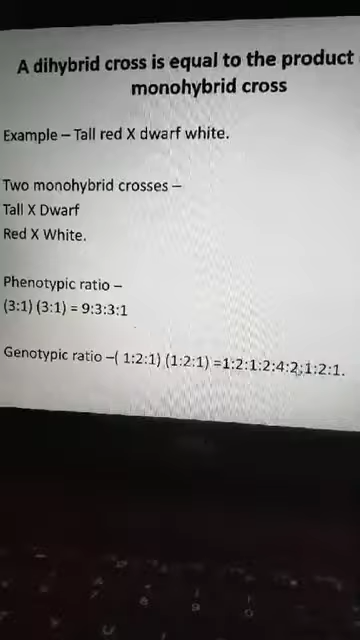 A dihybrid cross is equal to the product
monohybrid cross
Example – Tall red X dwarf white.
Two monohybrid crosses –
Tall X Dwarf
Red X White.
Phenotypic ratio –
(3:1) (3:1) = 9:3:3:1
Genotypic ratio –( 1:2:1) (1:2:1) =1:2:1:2:4:2;1:2:1.